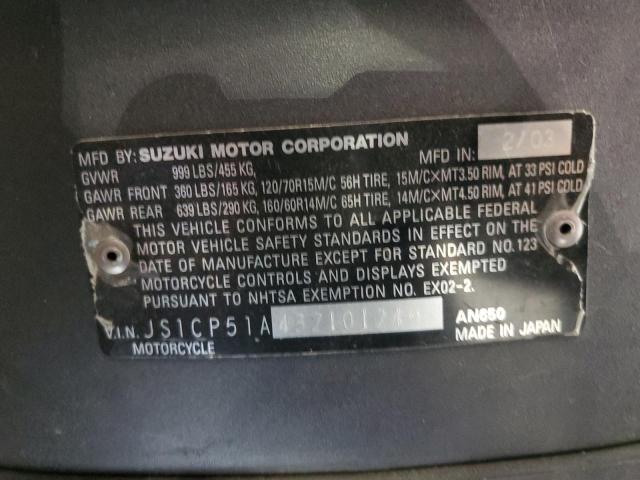 MFD BY: SUZUKI MOTOR CORPORATION MFD IN: 2/03
GVWR 999 LBS/455 KG,
GAWR FRONT 360 LBS/165 KG, 120/70R15M/C 56H TIRE, 15M/C×MT3.50 RIM, AT 33 PSI COLD
GAWR REAR 639 LBS/290 KG, 160/60R14M/C 65H TIRE, 14M/C×MT4.50 RIM, AT 41 PSI COLD
THIS VEHICLE CONFORMS TO ALL APPLICABLE FEDERAL
MOTOR VEHICLE SAFETY STANDARDS IN EFFECT ON THE
DATE OF MANUFACTURE EXCEPT FOR STANDARD NO. 123
MOTORCYCLE CONTROLS AND DISPLAYS EXEMPTED
PURSUANT TO NHTSA EXEMPTION NO. EX02-2.
V.I.N. AN650
MOTORCYCLE MADE IN JAPAN